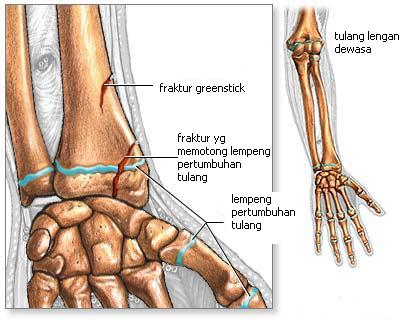 tulang lengan
dewasa
fraktur greenstick
fraktur yg
memotong lempeng
pertumbuhan
tulang
lempeng
pertumbuhan
tulang